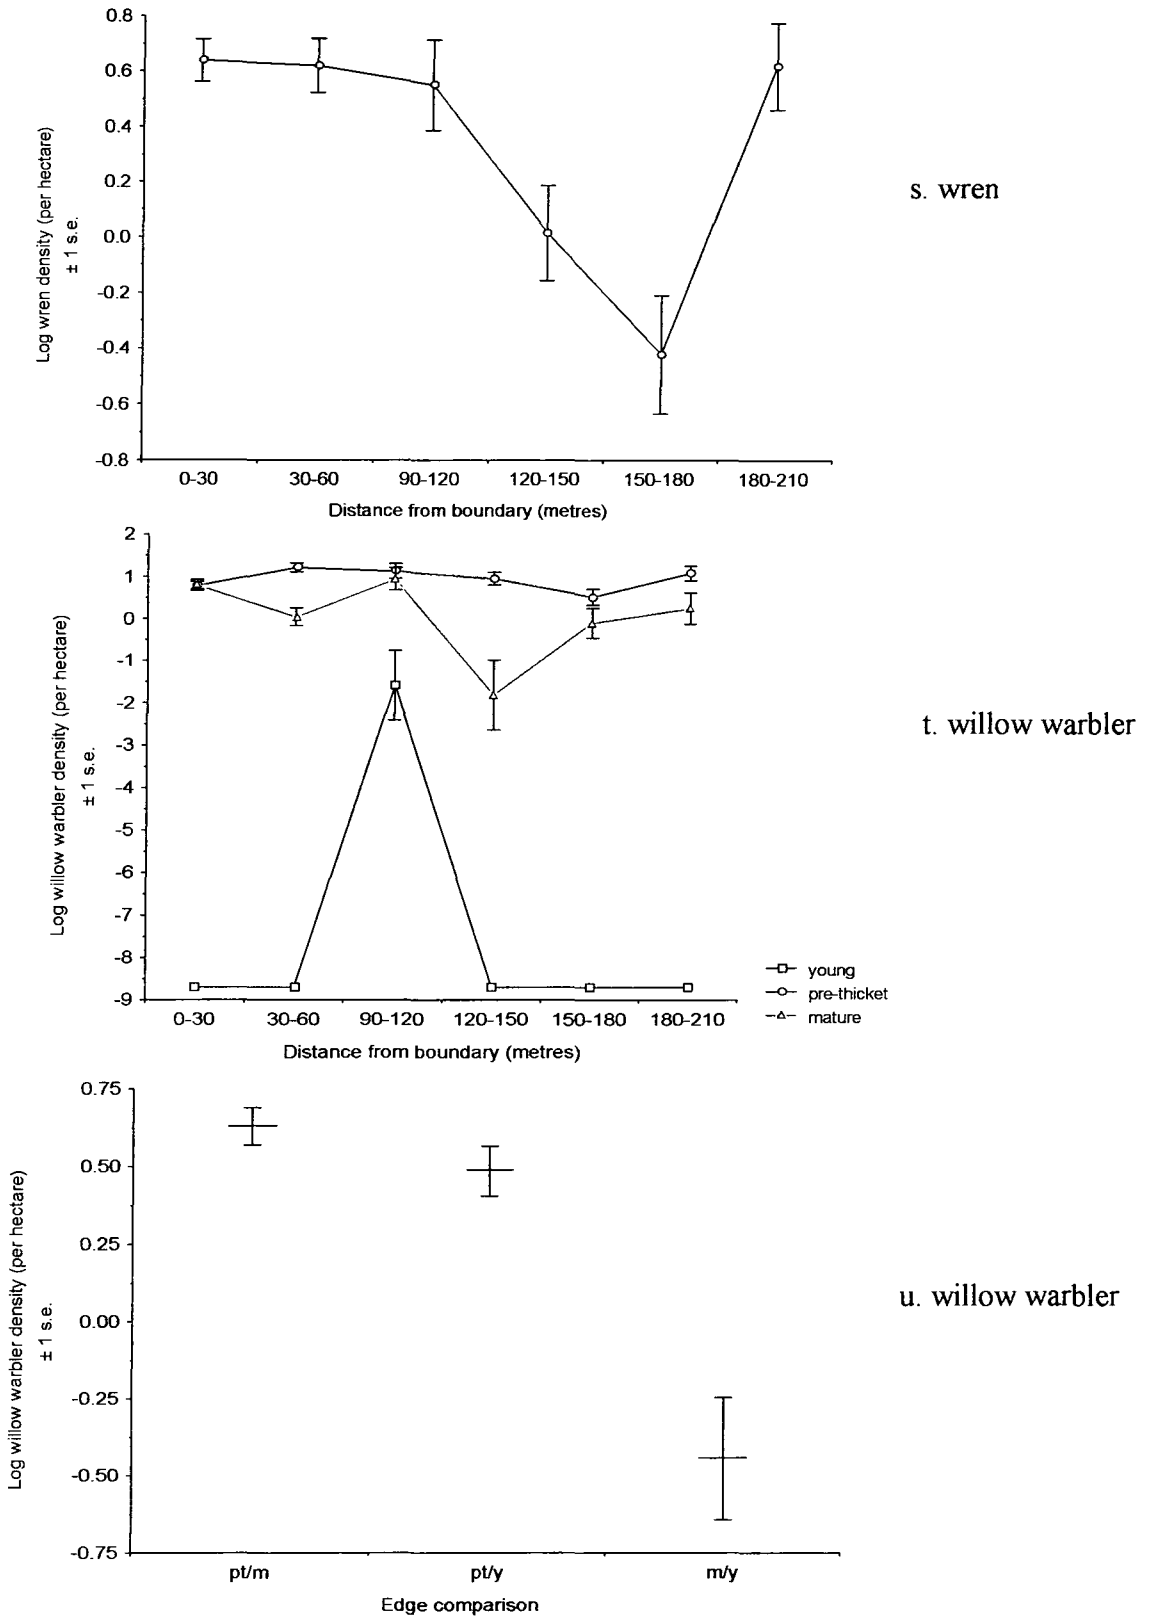 0.8
0.6
0.4
0.2
0.0
-0.2
-0.4
-0.6
-0.8
Log wren density (per hectare)
± 1 s.e.
0-30 30-60 90-120 120-150 150-180 180-210
Distance from boundary (metres)
s. wren
2
1
0
-1
-2
-3
-4
-5
-6
-7
-8
-9
Log willow warbler density (per hectare)
± 1 s.e.
0-30 30-60 90-120 120-150 150-180 180-210
Distance from boundary (metres)
t. willow warbler
young
pre-thicket
mature
0.75
0.50
0.25
0.00
-0.25
-0.50
-0.75
Log willow warbler density (per hectare)
± 1 s.e.
pt/m pt/y m/y
Edge comparison
u. willow warbler